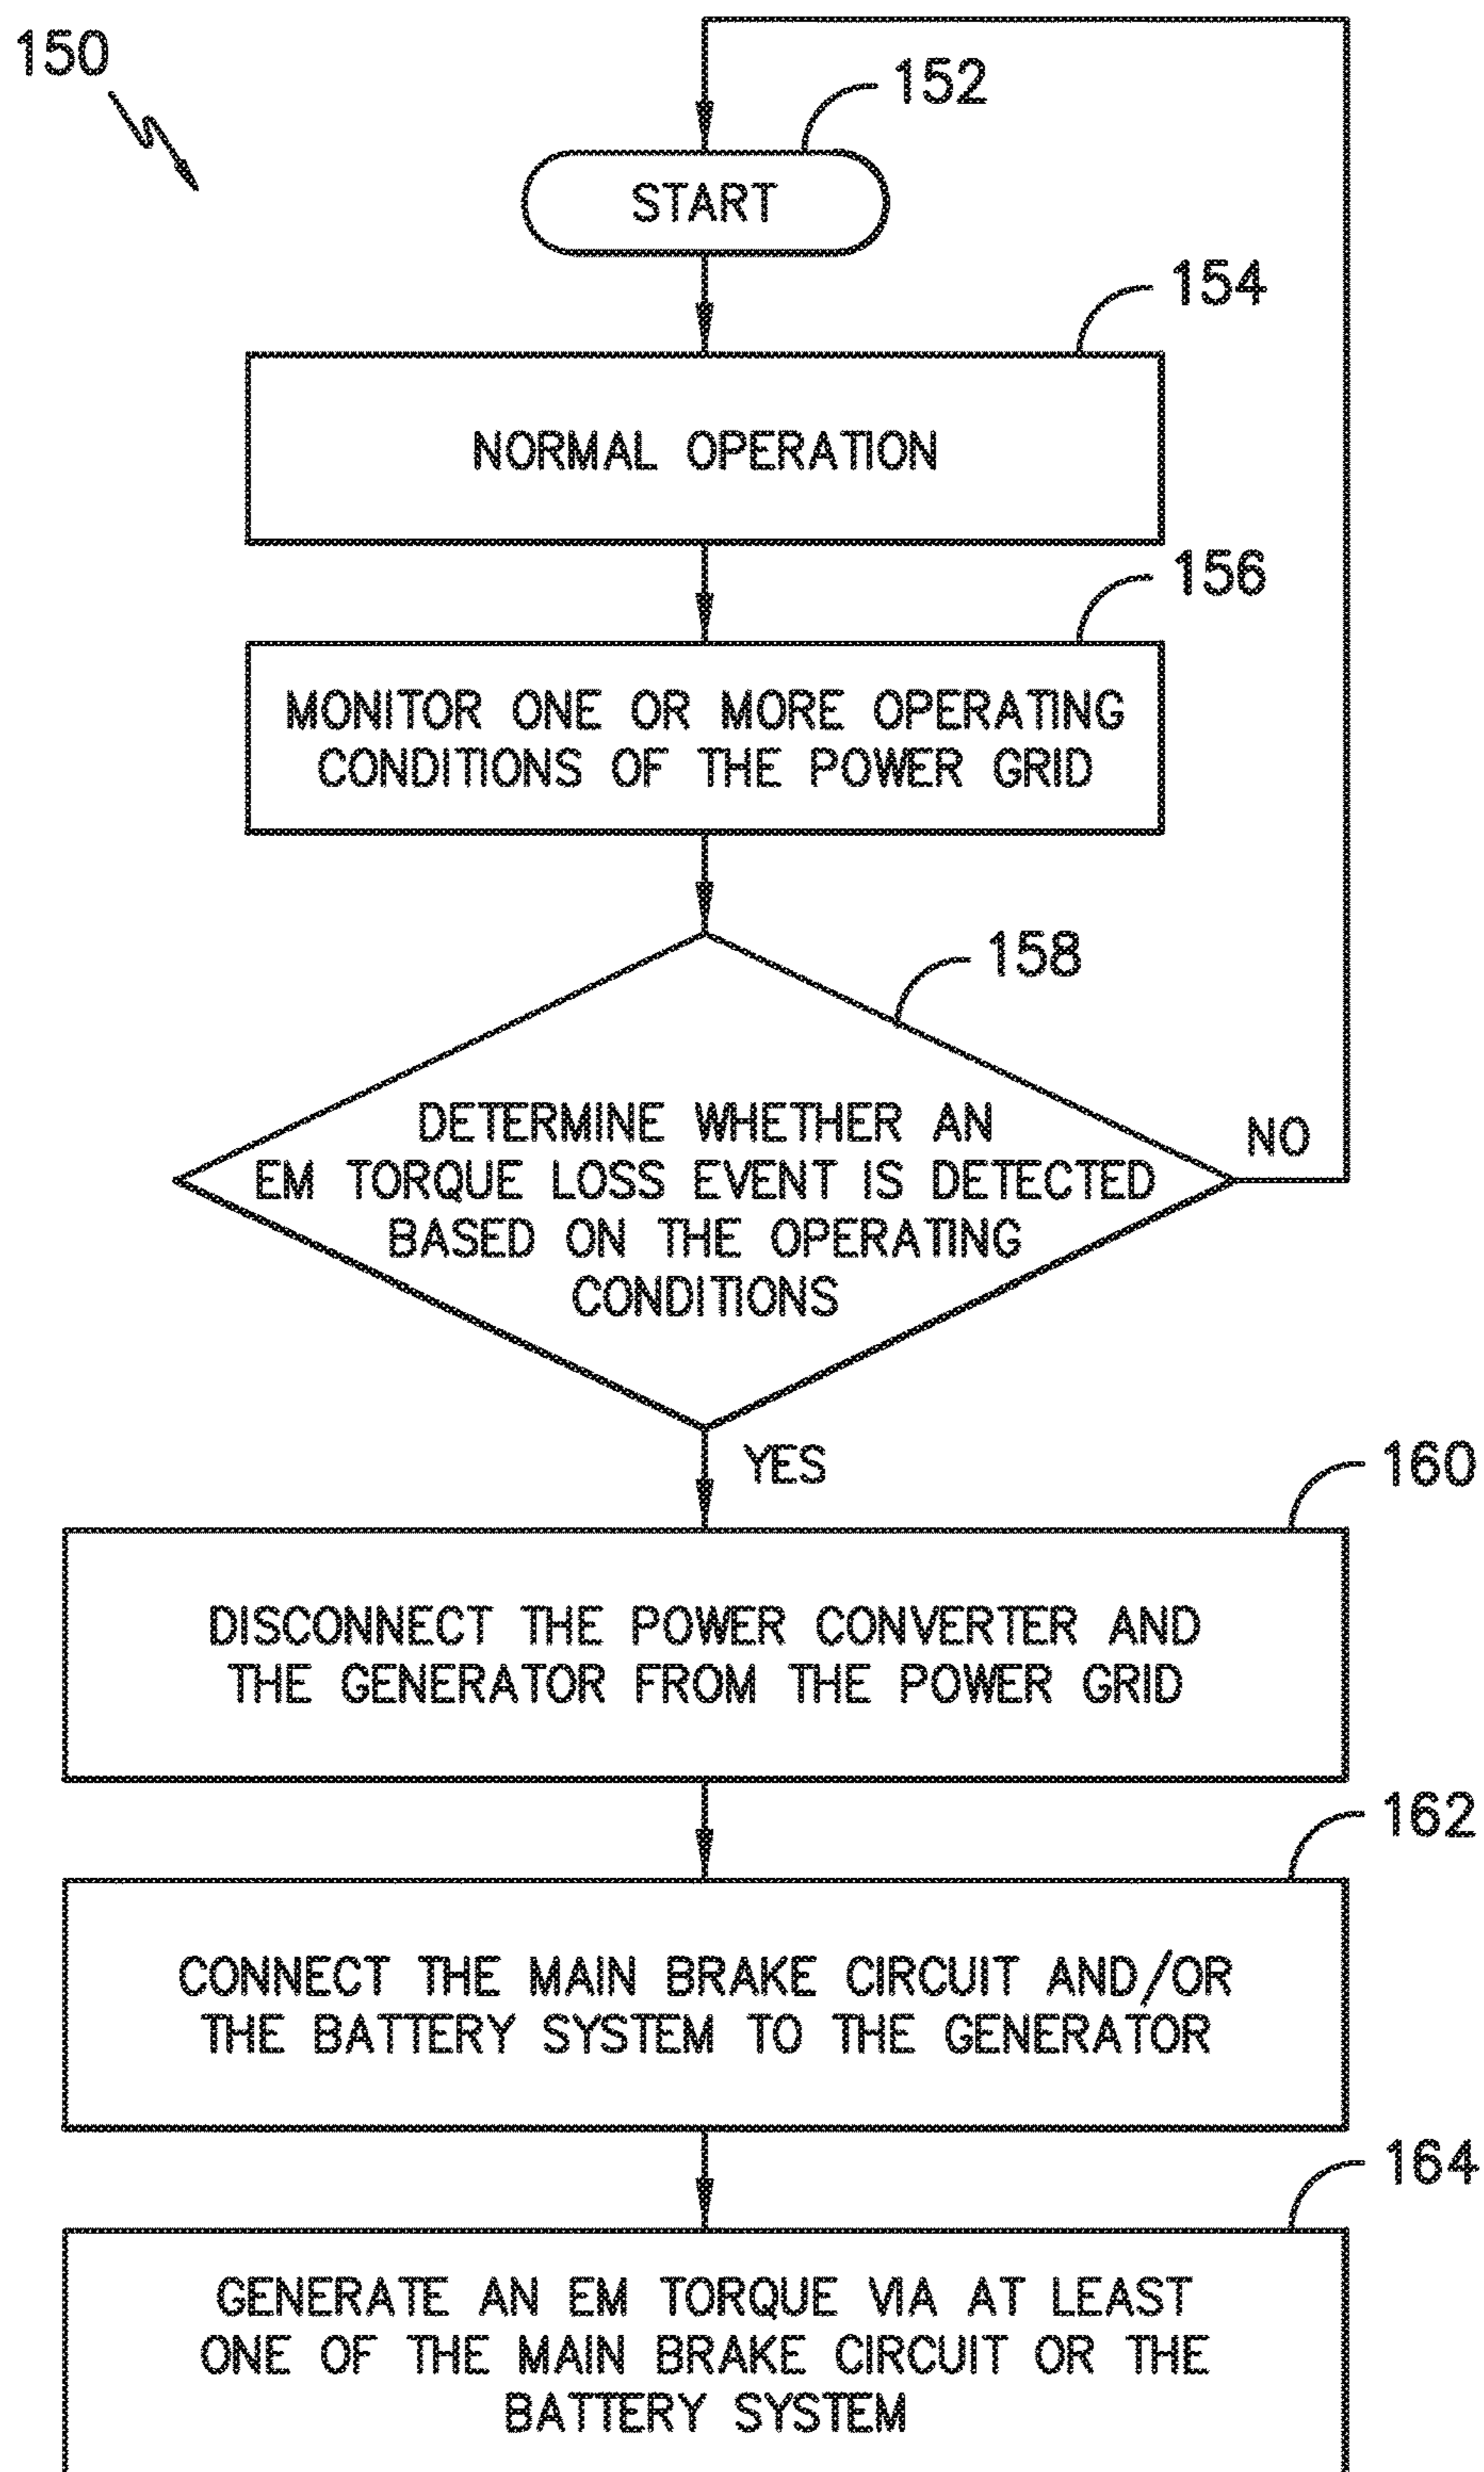 150
152
START
154
NORMAL OPERATION
156
MONITOR ONE OR MORE OPERATING
CONDITIONS OF THE POWER GRID
158
DETERMINE WHETHER AN
EM TORQUE LOSS EVENT IS DETECTED
BASED ON THE OPERATING
CONDITIONS
NO
YES
160
DISCONNECT THE POWER CONVERTER AND
THE GENERATOR FROM THE POWER GRID
162
CONNECT THE MAIN BRAKE CIRCUIT AND/OR
THE BATTERY SYSTEM TO THE GENERATOR
164
GENERATE AN EM TORQUE VIA AT LEAST
ONE OF THE MAIN BRAKE CIRCUIT OR THE
BATTERY SYSTEM